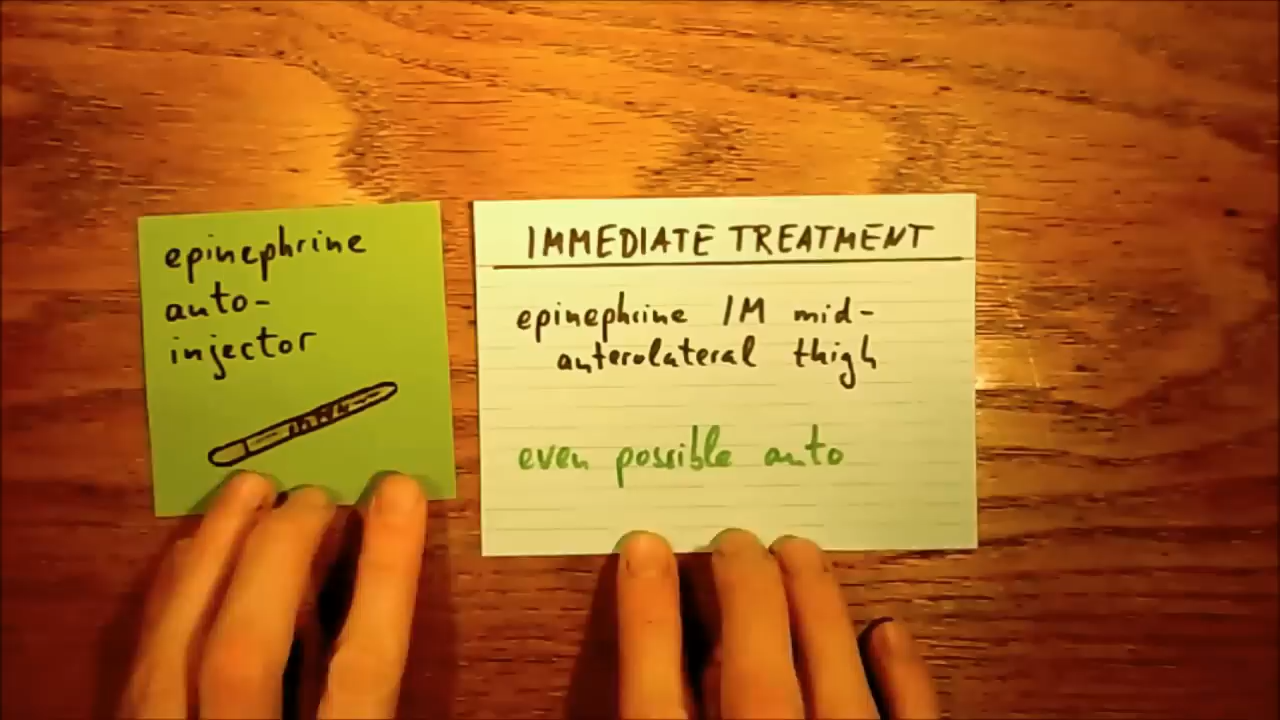 epinephrine
auto-
injector
IMMEDIATE TREATMENT
epinephrine IM mid-
anterolateral thigh
even possible auto